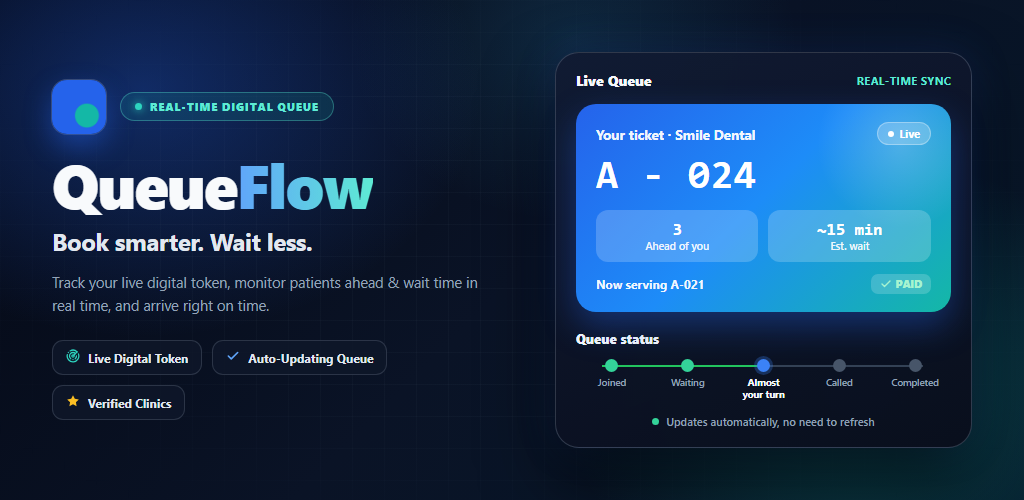 REAL-TIME DIGITAL QUEUE
QueueFlow
Book smarter. Wait less.
Track your live digital token, monitor patients ahead & wait time in
real time, and arrive right on time.
Live Digital Token
Auto-Updating Queue
Verified Clinics
Live Queue
REAL-TIME SYNC
Your ticket · Smile Dental
Live
A - 024
3
Ahead of you
~15 min
Est. wait
Now serving A-021
PAID
Queue status
Joined
Waiting
Almost
your turn
Called
Completed
Updates automatically, no need to refresh